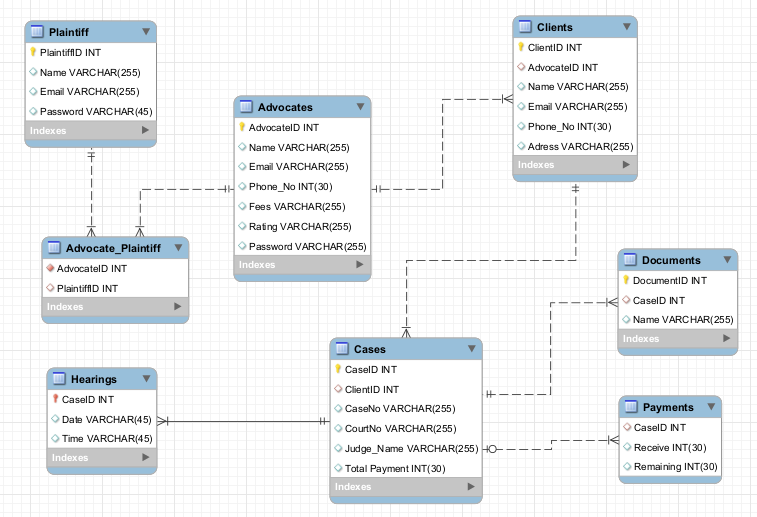 Plaintiff
PlaintiffID INT
Name VARCHAR(255)
Email VARCHAR(255)
Password VARCHAR(45)
Indexes
Advocates
AdvocateID INT
Name VARCHAR(255)
Email VARCHAR(255)
Phone_No INT(30)
Fees VARCHAR(255)
Rating VARCHAR(255)
Password VARCHAR(255)
Indexes
Clients
ClientID INT
AdvocateID INT
Name VARCHAR(255)
Email VARCHAR(255)
Phone_No INT(30)
Adress VARCHAR(255)
Indexes
Advocate_Plaintiff
AdvocateID INT
PlaintiffID INT
Indexes
Documents
DocumentID INT
CaseID INT
Name VARCHAR(255)
Indexes
Cases
CaseID INT
ClientID INT
CaseNo VARCHAR(255)
CourtNo VARCHAR(255)
Judge_Name VARCHAR(255)
Total Payment INT(30)
Indexes
Hearings
CaseID INT
Date VARCHAR(45)
Time VARCHAR(45)
Indexes
Payments
CaseID INT
Receive INT(30)
Remaining INT(30)